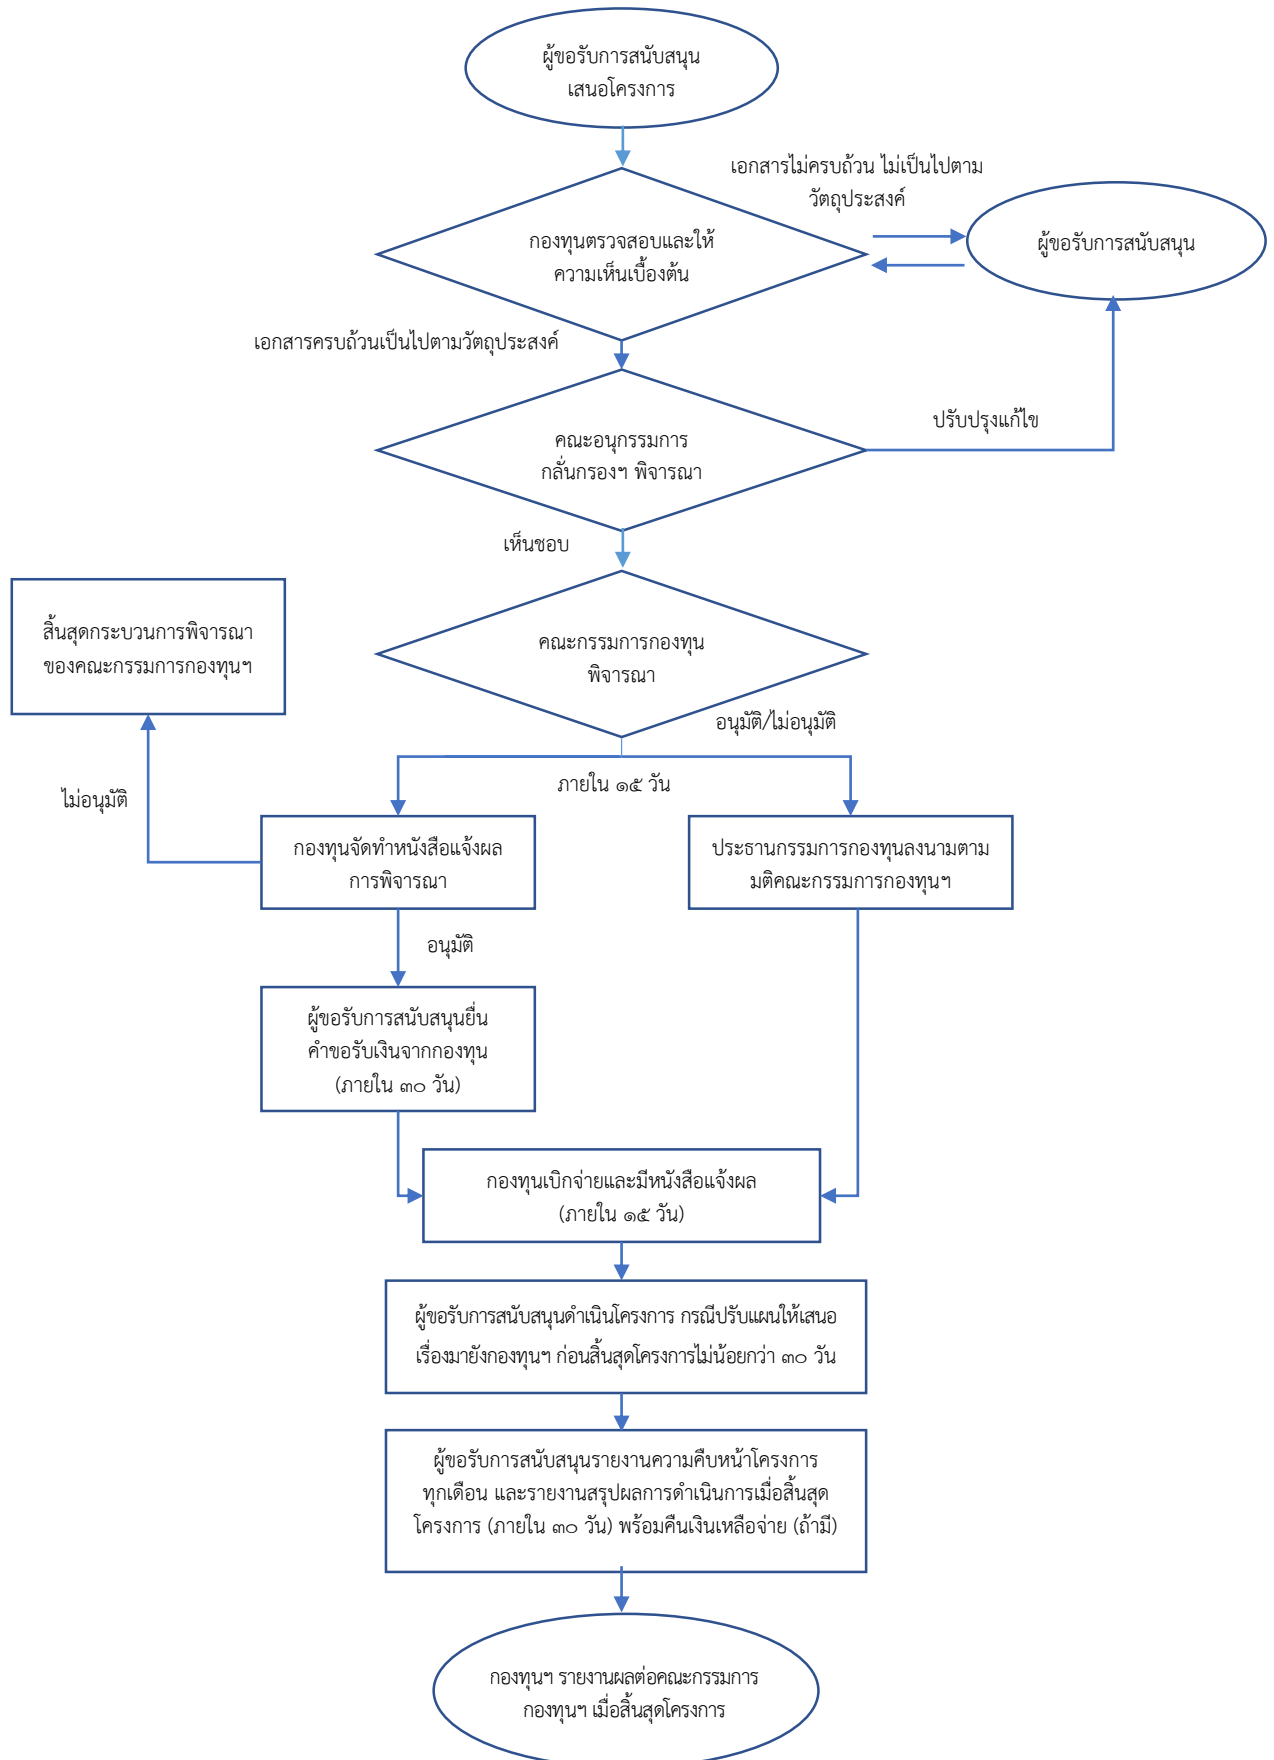 ผู้ขอรับการสนับสนุน
เสนอโครงการ
เอกสารไม่ครบถ้วน ไม่เป็นไปตาม
วัตถุประสงค์
กองทุนตรวจสอบและให้
ความเห็นเบื้องต้น
ผู้ขอรับการสนับสนุน
เอกสารครบถ้วนเป็นไปตามวัตถุประสงค์
คณะอนุกรรมการ
กลั่นกรองฯ พิจารณา
ปรับปรุงแก้ไข
เห็นชอบ
สิ้นสุดกระบวนการพิจารณา
ของคณะกรรมการกองทุนฯ
คณะกรรมการกองทุน
พิจารณา
อนุมัติ/ไม่อนุมัติ
ภายใน ๑๕ วัน
ไม่อนุมัติ
กองทุนจัดทำหนังสือแจ้งผล
การพิจารณา
ประธานกรรมการกองทุนลงนามตาม
มติคณะกรรมการกองทุนฯ
อนุมัติ
ผู้ขอรับการสนับสนุนยื่น
คำขอรับเงินจากกองทุน
(ภายใน ๓๐ วัน)
กองทุนเบิกจ่ายและมีหนังสือแจ้งผล
(ภายใน ๑๕ วัน)
ผู้ขอรับการสนับสนุนดำเนินโครงการ กรณีปรับแผนให้เสนอ
เรื่องมายังกองทุนฯ ก่อนสิ้นสุดโครงการไม่น้อยกว่า ๓๐ วัน
ผู้ขอรับการสนับสนุนรายงานความคืบหน้าโครงการ
ทุกเดือน และรายงานสรุปผลการดำเนินการเมื่อสิ้นสุด
โครงการ (ภายใน ๓๐ วัน) พร้อมคืนเงินเหลือจ่าย (ถ้ามี)
กองทุนฯ รายงานผลต่อคณะกรรมการ
กองทุนฯ เมื่อสิ้นสุดโครงการ